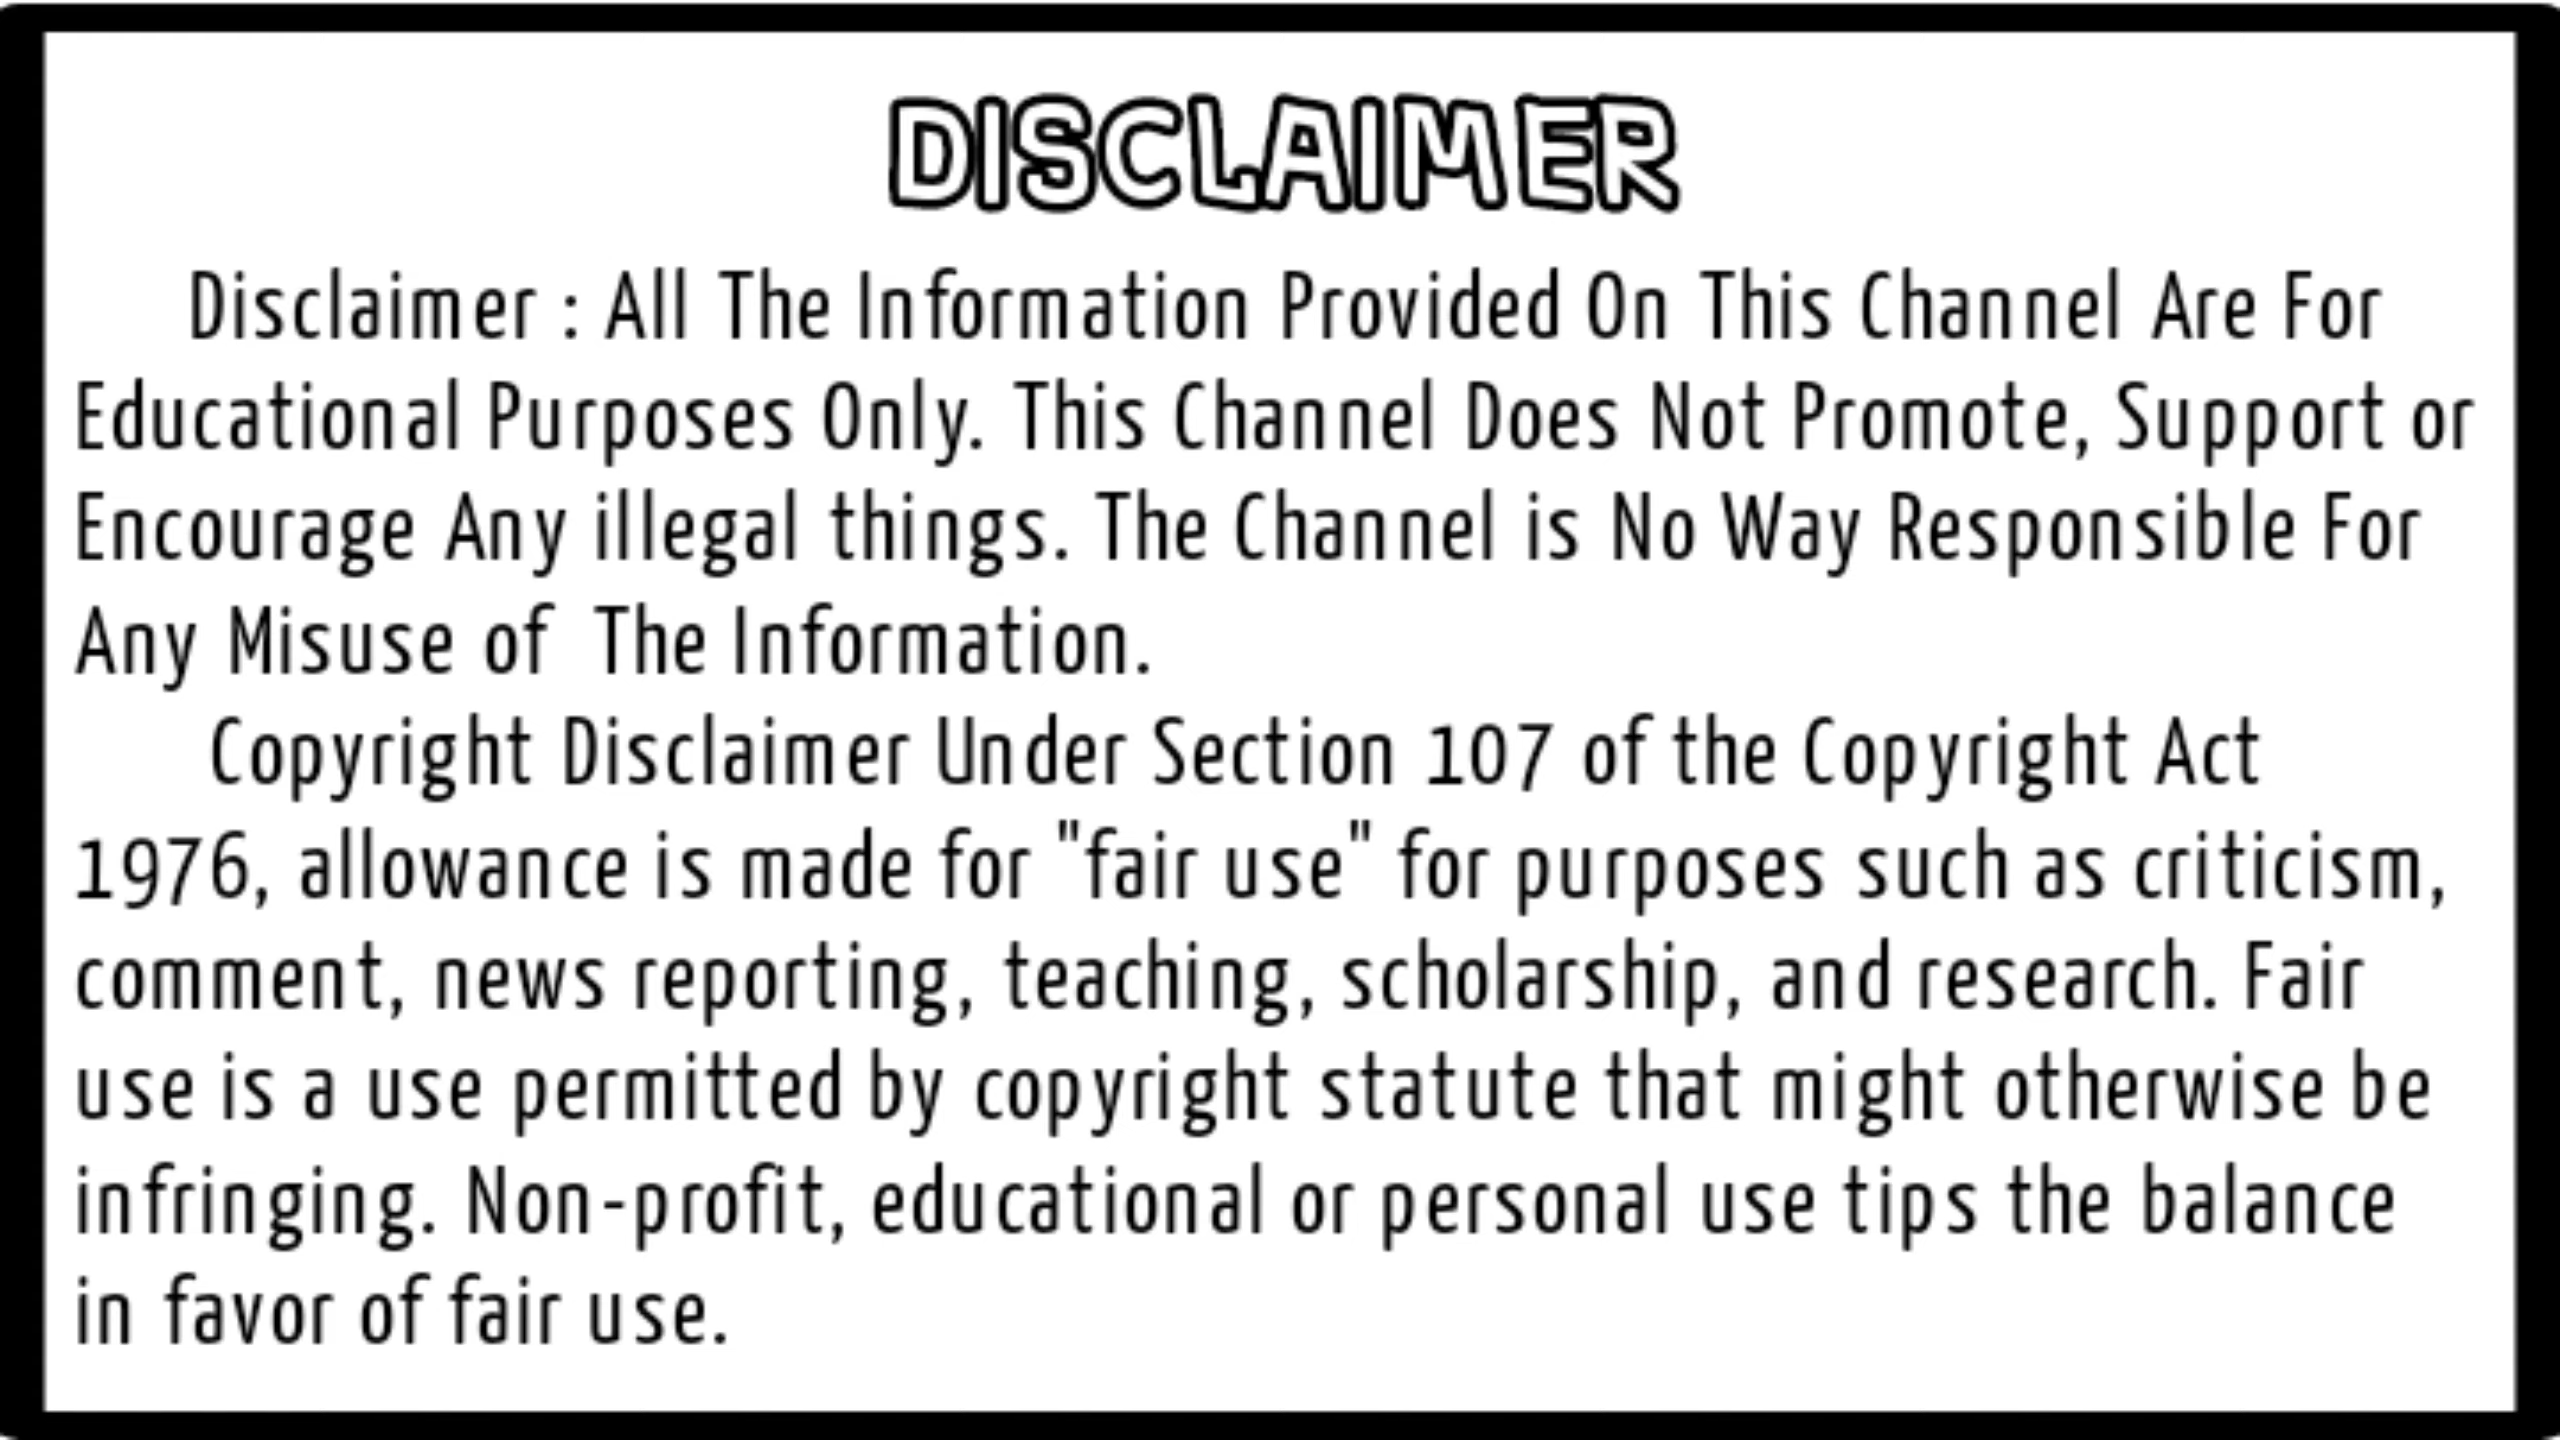 DISCLAIMER
Disclaimer : All The Information Provided On This Channel Are For
Educational Purposes Only. This Channel Does Not Promote, Support or
Encourage Any illegal things. The Channel is No Way Responsible For
Any Misuse of The Information.
Copyright Disclaimer Under Section 107 of the Copyright Act
1976, allowance is made for "fair use" for purposes such as criticism,
comment, news reporting, teaching, scholarship, and research. Fair
use is a use permitted by copyright statute that might otherwise be
infringing. Non-profit, educational or personal use tips the balance
in favor of fair use.